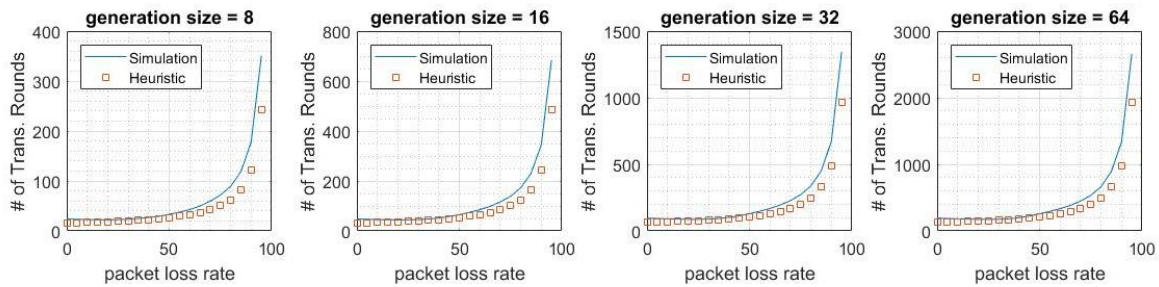 generation size = 8
400
300
200
100
0
# of Trans. Rounds
Simulation
Heuristic
0
50
100
packet loss rate
generation size = 16
800
600
400
200
0
# of Trans. Rounds
Simulation
Heuristic
0
50
100
packet loss rate
generation size = 32
1500
1000
500
0
# of Trans. Rounds
Simulation
Heuristic
0
50
100
packet loss rate
generation size = 64
3000
2000
1000
0
# of Trans. Rounds
Simulation
Heuristic
0
50
100
packet loss rate